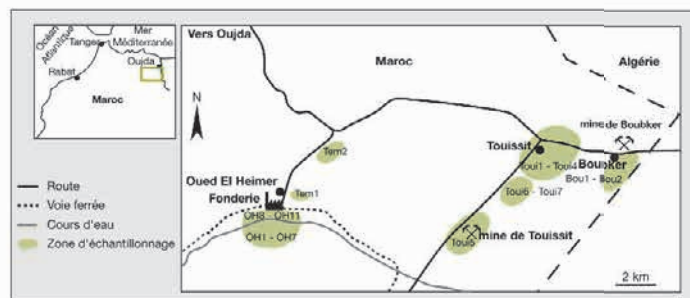 Océan
Atlantique
Mer
Méditerranée
Tanger
Oujda
Rabat
Maroc
Route
Voie ferrée
Cours d'eau
Zone d'échantillonnage
Vers Oujda
Maroc
Algérie
N
mine de Boubker
Tem2
Touissit
Boubker
Toui1 - Toui4
Bou1 - Bou2
Oued El Heimer
Tem1
Toui6 - Toui7
Fonderie
OH8 - OH11
OH1 - OH7
Toui5
mine de Touissit
2 km